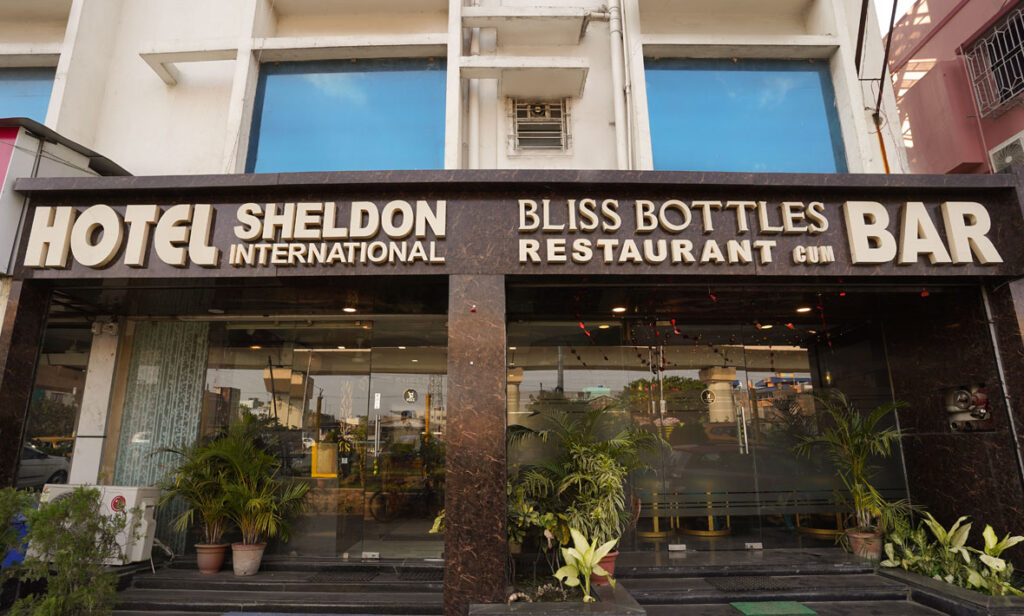 HOTEL SHELDON
INTERNATIONAL
BLISS BOTTLES
RESTAURANT CUM BAR